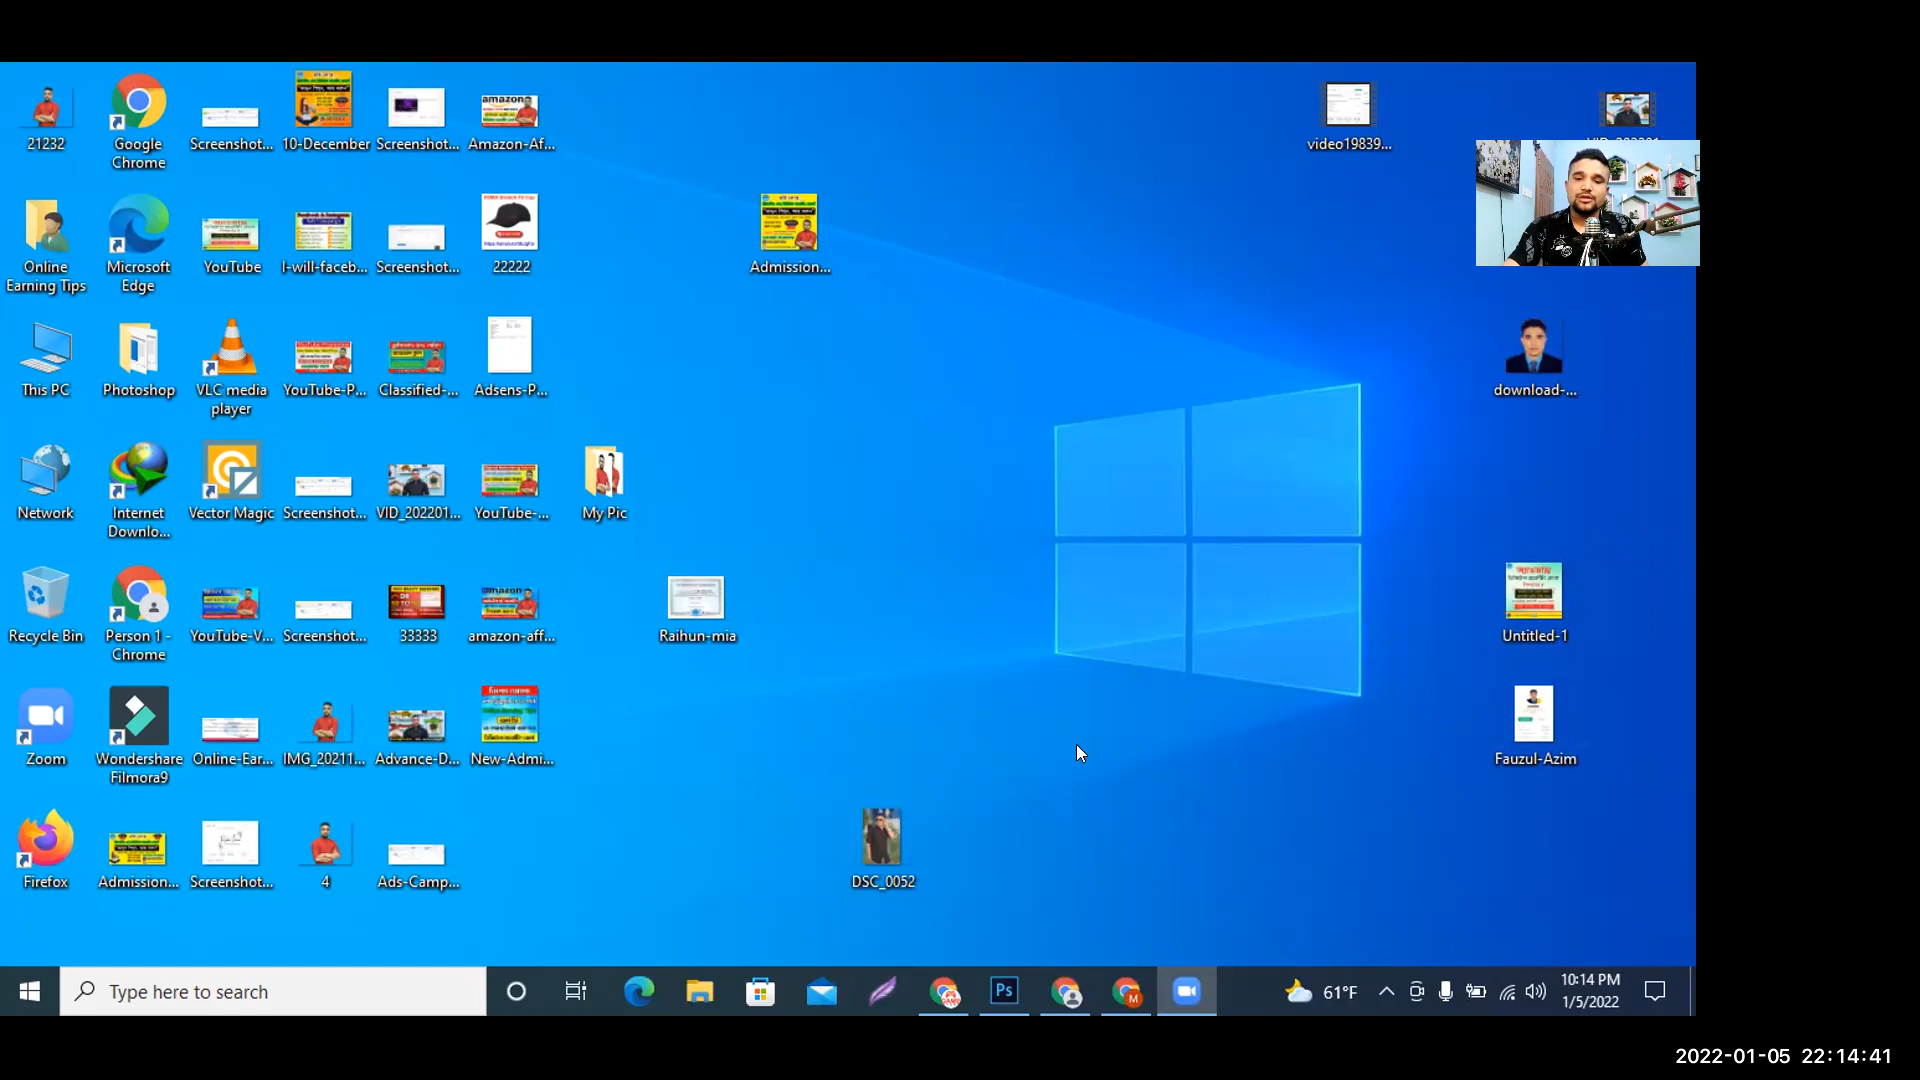 21232
Google
Chrome
Screenshot...
10-December
Screenshot...
amazon
Amazon-Af...
video19839...
Online
Earning Tips
Microsoft
Edge
YouTube
I-will-faceb...
Screenshot...
22222
Admission...
This PC
Photoshop
VLC media
player
YouTube-P...
Classified-...
Adsens-P...
download-...
Network
Internet
Downlo...
Vector Magic
Screenshot...
VID_202201...
YouTube-...
My Pic
Recycle Bin
Person 1 -
Chrome
YouTube-V...
Screenshot...
33333
amazon
amazon-aff...
Raihun-mia
Untitled-1
Zoom
Wondershare
Filmora9
Online-Ear...
IMG_20211...
Advance-D...
New-Admi...
Fauzul-Azim
Firefox
Admission...
Screenshot...
4
Ads-Camp...
DSC_0052
Type here to search
Ps
M
61°F
10:14 PM
1/5/2022
2022-01-05 22:14:41